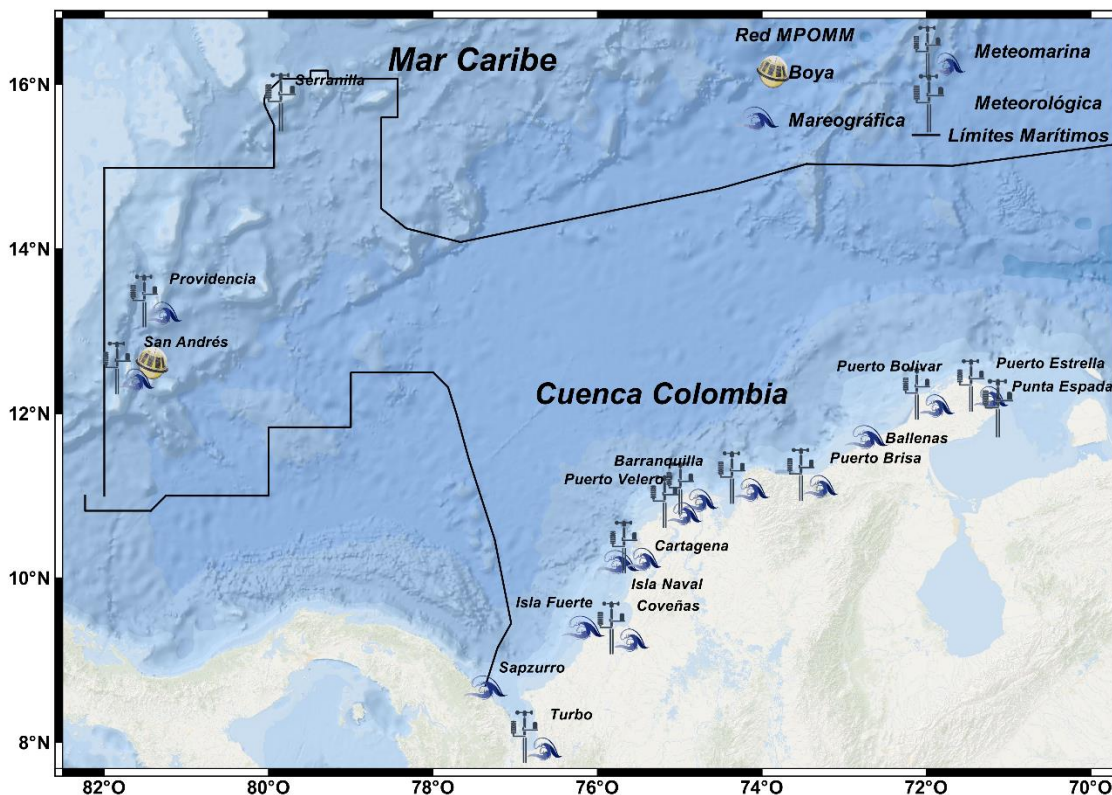 Mar Caribe
Red MPOMM
Boya
Mareográfica
Meteomarina
Meteorológica
Límites Marítimos
Serranilla
Providencia
San Andrés
Cuenca Colombia
Puerto Bolivar
Puerto Estrella
Punta Espada
Ballenas
Puerto Brisa
Barranquilla
Puerto Velero
Cartagena
Isla Naval
Isla Fuerte
Coveñas
Sapzurro
Turbo
16°N
14°N
12°N
10°N
8°N
82°O
80°O
78°O
76°O
74°O
72°O
70°O